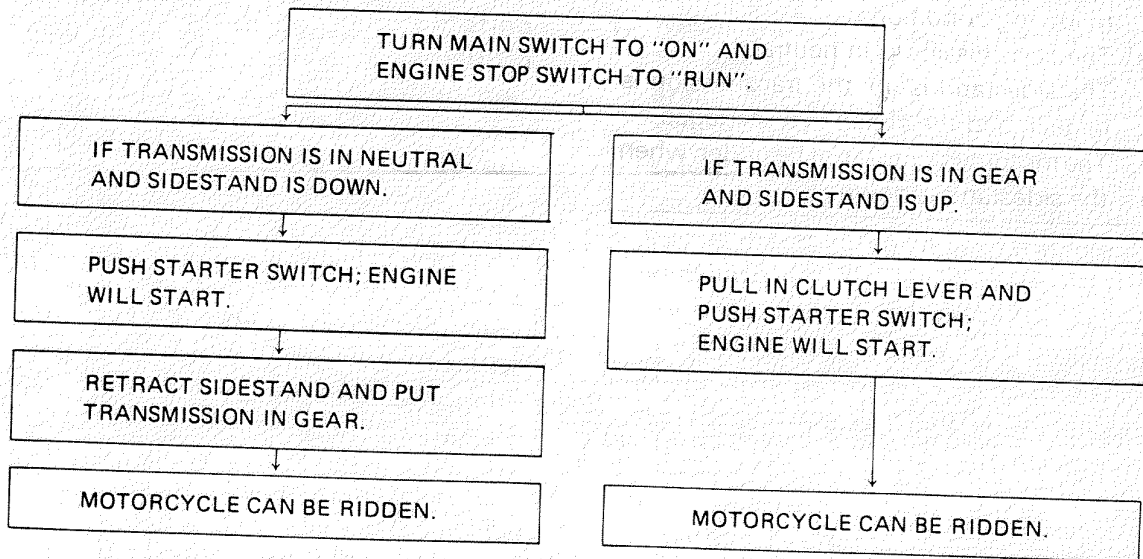 TURN MAIN SWITCH TO "ON" AND
ENGINE STOP SWITCH TO "RUN".
IF TRANSMISSION IS IN NEUTRAL
AND SIDESTAND IS DOWN.
PUSH STARTER SWITCH; ENGINE
WILL START.
RETRACT SIDESTAND AND PUT
TRANSMISSION IN GEAR.
MOTORCYCLE CAN BE RIDDEN.
IF TRANSMISSION IS IN GEAR
AND SIDESTAND IS UP.
PULL IN CLUTCH LEVER AND
PUSH STARTER SWITCH;
ENGINE WILL START.
MOTORCYCLE CAN BE RIDDEN.